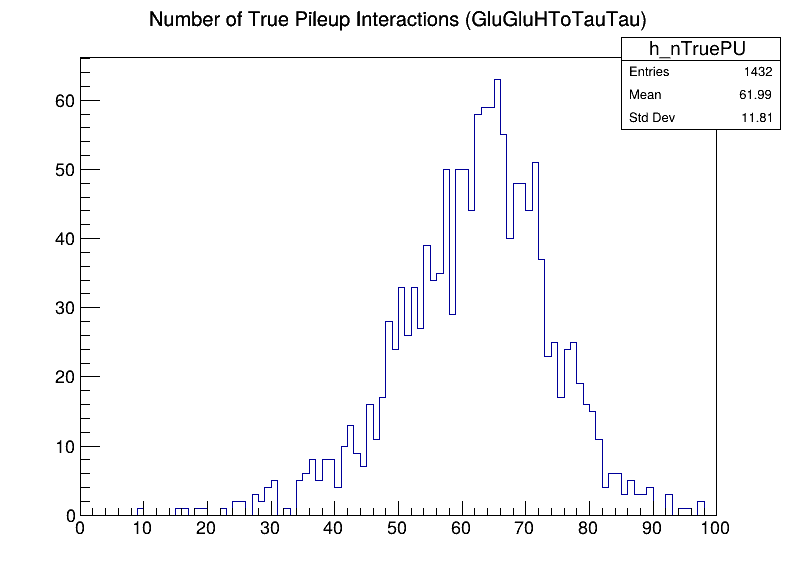 Number of True Pileup Interactions (GluGluHToTauTau)
h_nTruePU
Entries 1432
Mean 61.99
Std Dev 11.81
60
50
40
30
20
10
0
0 10 20 30 40 50 60 70 80 90 100